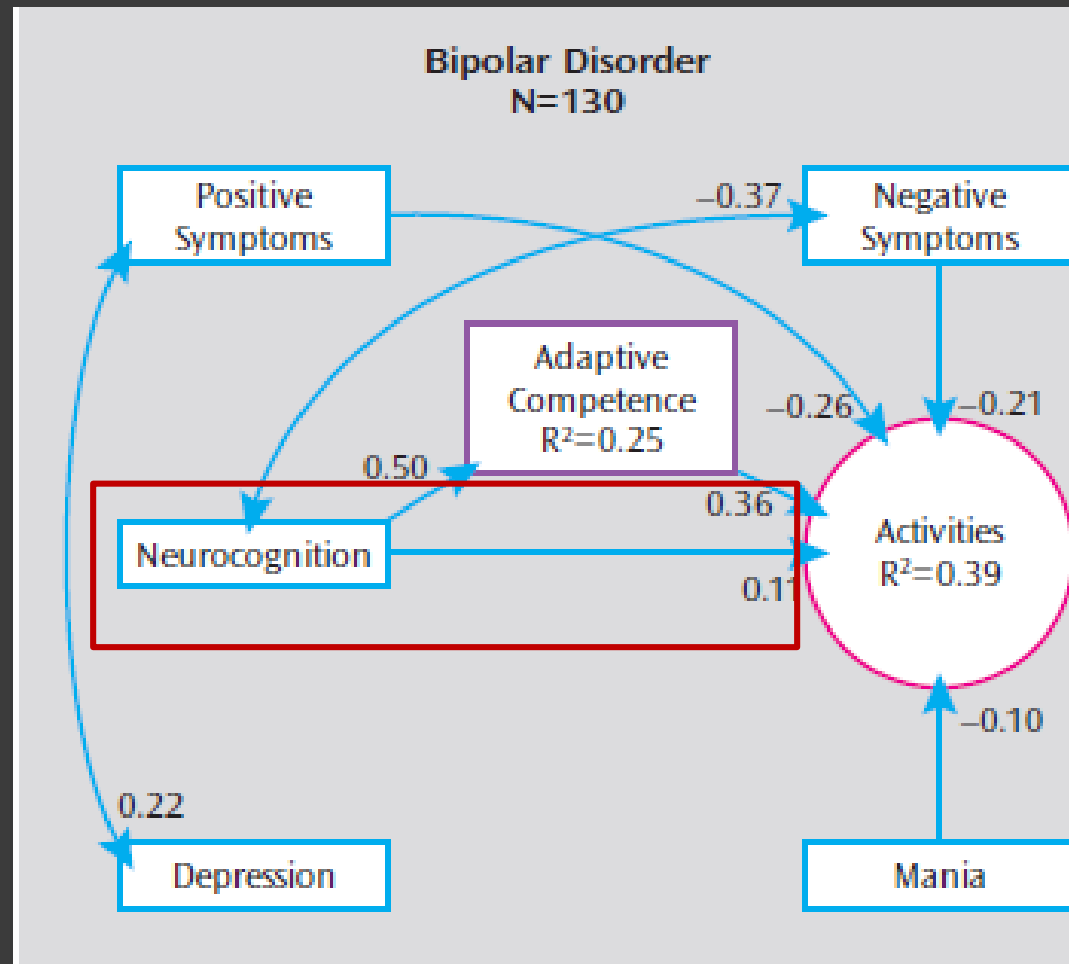 Bipolar Disorder
N=130
Positive
Symptoms
−0.37
Negative
Symptoms
Adaptive
Competence
R²=0.25
−0.26
−0.21
0.50
0.36
Neurocognition
Activities
R²=0.39
0.11
−0.10
0.22
Depression
Mania